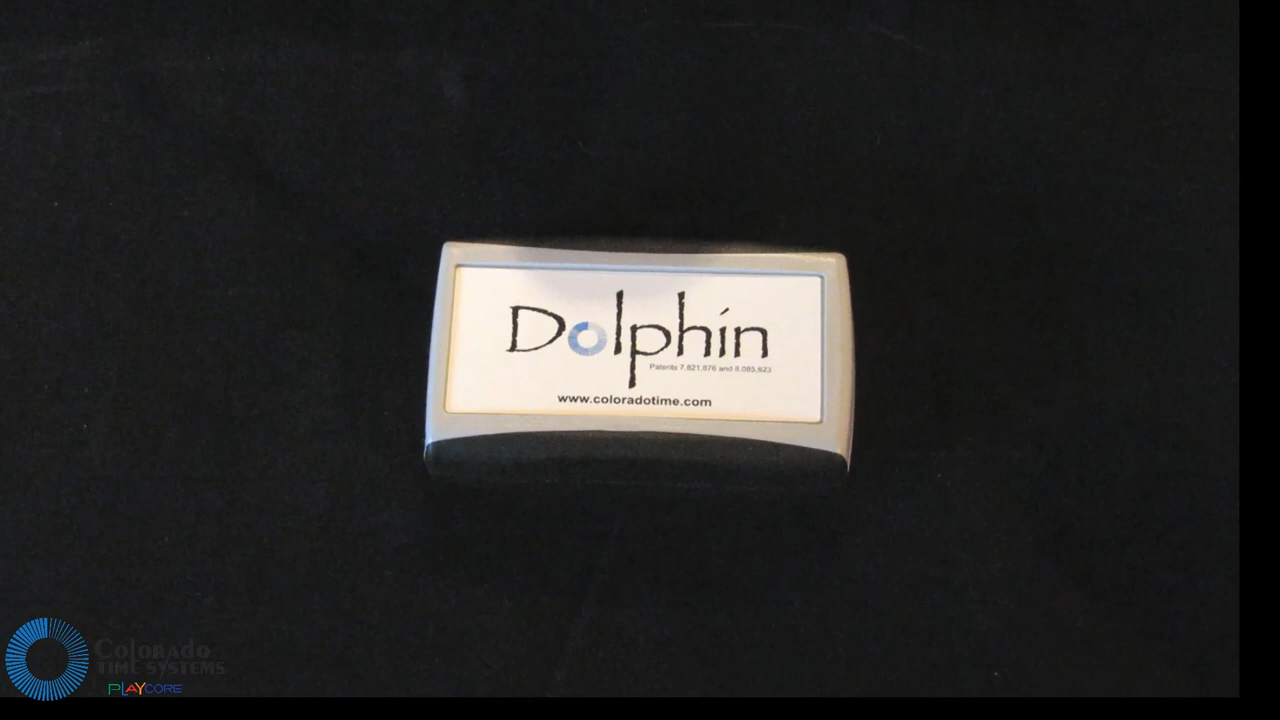 Dolphin
Patents 7,821,876 and 8,085,623
www.coloradotime.com
Colorado
TIME SYSTEMS
PLAYCORE